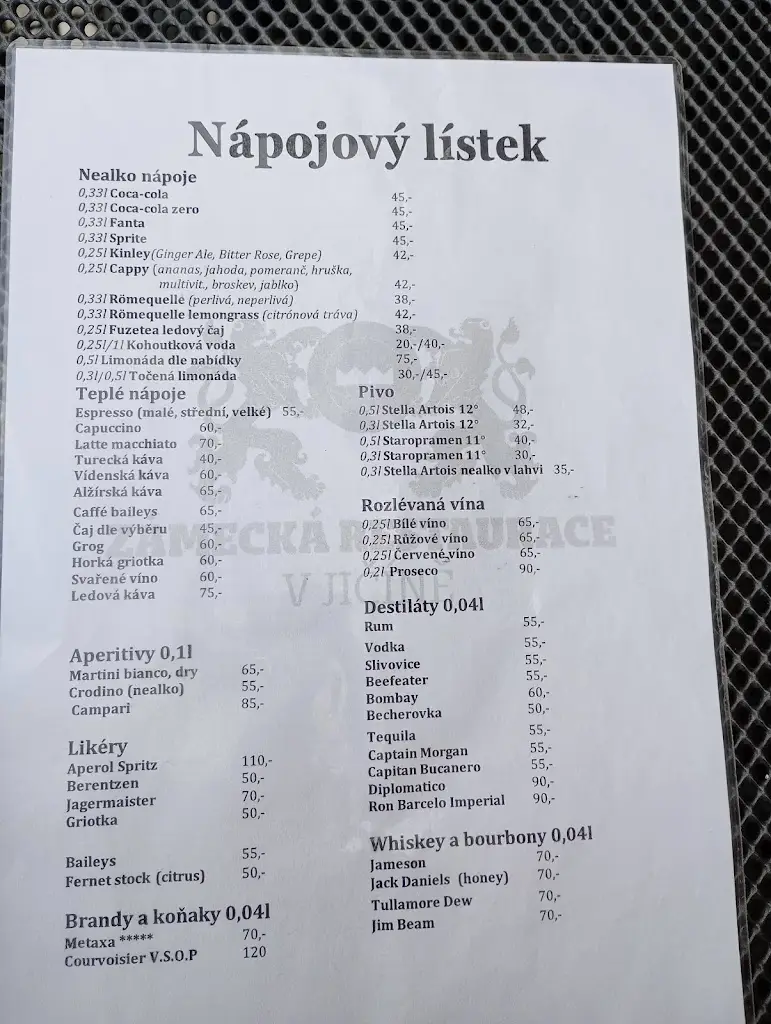 Nápojový lístek
Nealko nápoje
0,33l Coca-cola 45,-
0,33l Coca-cola zero 45,-
0,33l Fanta 45,-
0,33l Sprite 45,-
0,25l Kinley(Ginger Ale, Bitter Rose, Grepe) 42,-
0,25l Cappy (ananas, jahoda, pomeranč, hruška,
multivit., broskev, jablko) 42,-
0,33l Römequelle (perlivá, neperlivá) 38,-
0,33l Römequelle lemongrass (citrónová tráva) 42,-
0,25l Fuzetea ledový čaj 38,-
0,25l/1l Kohoutková voda 20,-/40,-
0,5l Limonáda dle nabídky 75,-
0,3l/0,5l Točená limonáda 30,-/45,-
Teplé nápoje
Espresso (malé, střední, velké) 55,-
Capuccino 60,-
Latte macchiato 70,-
Turecká káva 40,-
Vídenská káva 60,-
Alžírská káva 65,-
Caffé baileys 65,-
Čaj dle výběru 45,-
Grog 60,-
Horká griotka 60,-
Svařené víno 60,-
Ledová káva 75,-
Aperitivy 0,1l
Martini bianco, dry 65,-
Crodino (nealko) 55,-
Campari 85,-
Likéry
Aperol Spritz 110,-
Berentzen 50,-
Jagermaister 70,-
Griotka 50,-
Baileys 55,-
Fernet stock (citrus) 50,-
Brandy a koňaky 0,04l
Metaxa ***** 70,-
Courvoisier V.S.O.P 120
Pivo
0,5l Stella Artois 12° 48,-
0,3l Stella Artois 12° 32,-
0,5l Staropramen 11° 40,-
0,3l Staropramen 11° 30,-
0,3l Stella Artois nealko v lahvi 35,-
Rozlévaná vína
0,25l Bílé víno 65,-
0,25l Růžové víno 65,-
0,25l Červené víno 65,-
0,2l Proseco 90,-
Destiláty 0,04l
Rum 55,-
Vodka 55,-
Slivovice 55,-
Beefeater 55,-
Bombay 60,-
Becherovka 50,-
Tequila 55,-
Captain Morgan 55,-
Capitan Bucanero 55,-
Diplomatico 90,-
Ron Barcelo Imperial 90,-
Whiskey a bourbony 0,04l
Jameson 70,-
Jack Daniels (honey) 70,-
Tullamore Dew 70,-
Jim Beam 70,-
ZÁMECKÁ RESTAURACE
V JIČÍNĚ